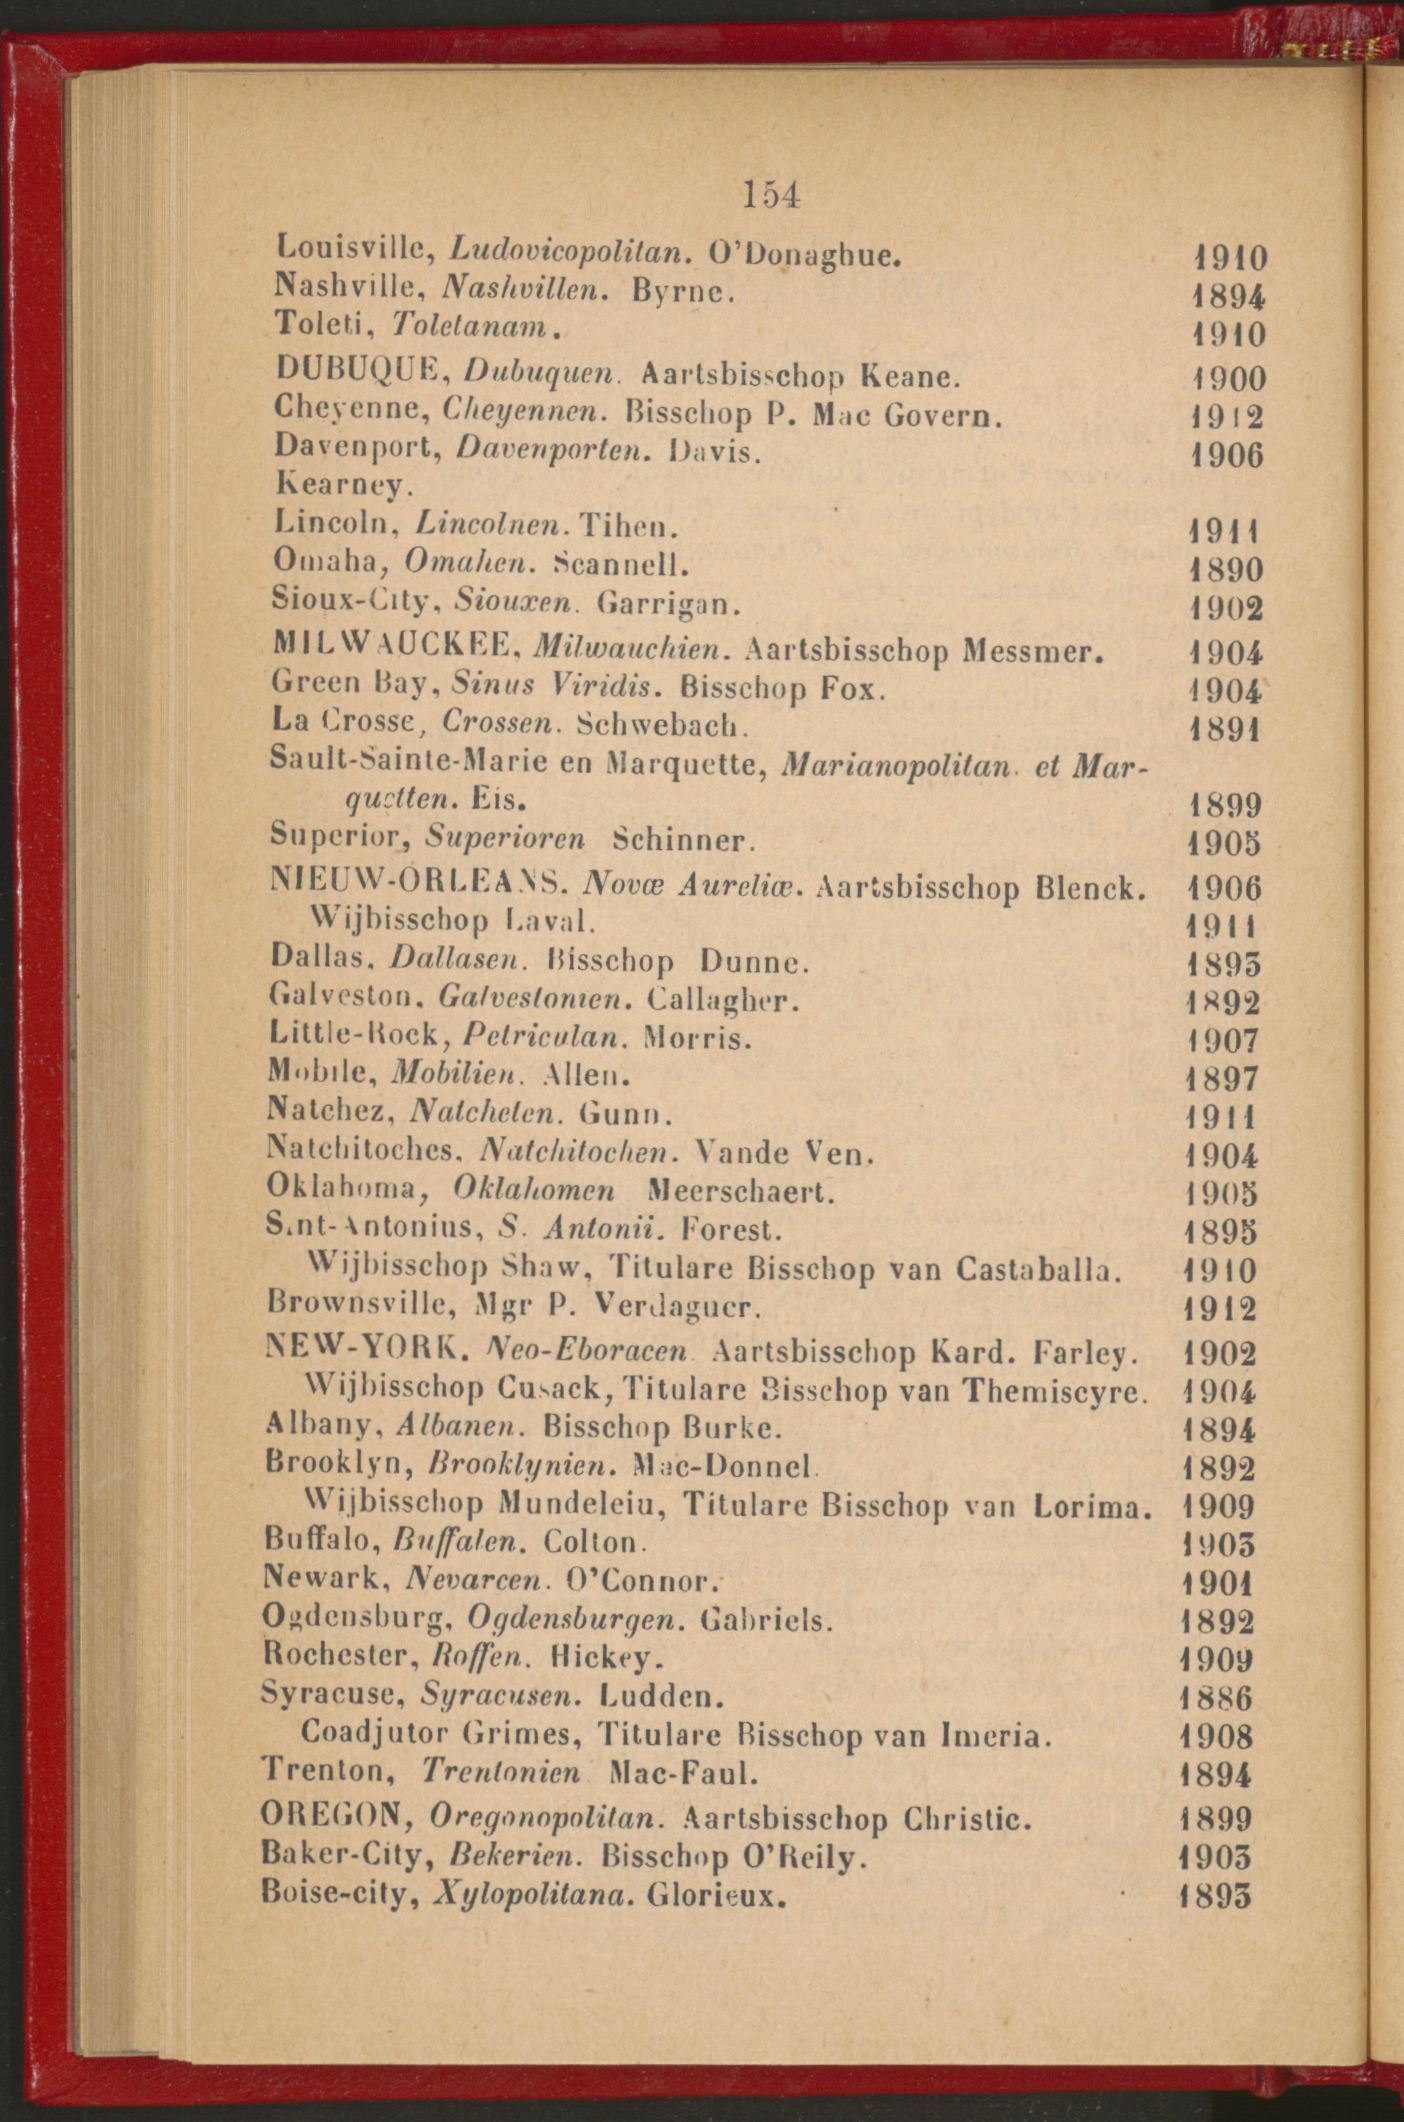 154
Louisville, Ludovicopolitan. O'Donaghue. 1910
Nashville, Nashvillen. Byrne. 1894
Toleti, Toletanam. 1910
DUBUQUE, Dubuquen. Aartsbisschop Keane. 1900
Cheyenne, Cheyennen. Bisschop P. Mac Govern. 1912
Davenport, Davenporten. Davis. 1906
Kearney.
Lincoln, Lincolnen. Tihen. 1911
Omaha, Omahen. Scannell. 1890
Sioux-City, Siouxen. Garrigan. 1902
MILWAUCKEE, Milwauchien. Aartsbisschop Messmer. 1904
Green Bay, Sinus Viridis. Bisschop Fox. 1904
La Crosse, Crossen. Schwebach. 1891
Sault-Sainte-Marie en Marquette, Marianopolitan. et Mar-
quetten. Eis. 1899
Superior, Superioren Schinner. 1905
NIEUW-ORLEANS. Novæ Aureliæ. Aartsbisschop Blenck. 1906
Wijbisschop Laval. 1911
Dallas, Dallasen. Bisschop Dunne. 1893
Galveston. Galvestonien. Callagher. 1892
Little-Rock, Petriculan. Morris. 1907
Mobile, Mobilien. Allen. 1897
Natchez, Natcheten. Gunn. 1911
Natchitoches. Natchitochen. Vande Ven. 1904
Oklahoma, Oklahomen Meerschaert. 1905
Sint-Antonius, S. Antonii. Forest. 1895
Wijbisschop Shaw, Titulare Bisschop van Castaballa. 1910
Brownsville, Mgr P. Verdaguer. 1912
NEW-YORK. Neo-Eboracen Aartsbisschop Kard. Farley. 1902
Wijbisschop Cusack, Titulare Bisschop van Themiscyre. 1904
Albany, Albanen. Bisschop Burke. 1894
Brooklyn, Brooklynien. Mac-Donnel. 1892
Wijbisschop Mundeleiu, Titulare Bisschop van Lorima. 1909
Buffalo, Buffalen. Colton. 1903
Newark, Nevarcen. O'Connor. 1901
Ogdensburg, Ogdensburgen. Gabriels. 1892
Rochester, Roffen. Hickey. 1909
Syracuse, Syracusen. Ludden. 1886
Coadjutor Grimes, Titulare Bisschop van Imeria. 1908
Trenton, Trentonien Mac-Faul. 1894
OREGON, Oregonopolitan. Aartsbisschop Christic. 1899
Baker-City, Bekerien. Bisschop O'Reily. 1903
Boise-city, Xylopolitana. Glorieux. 1893